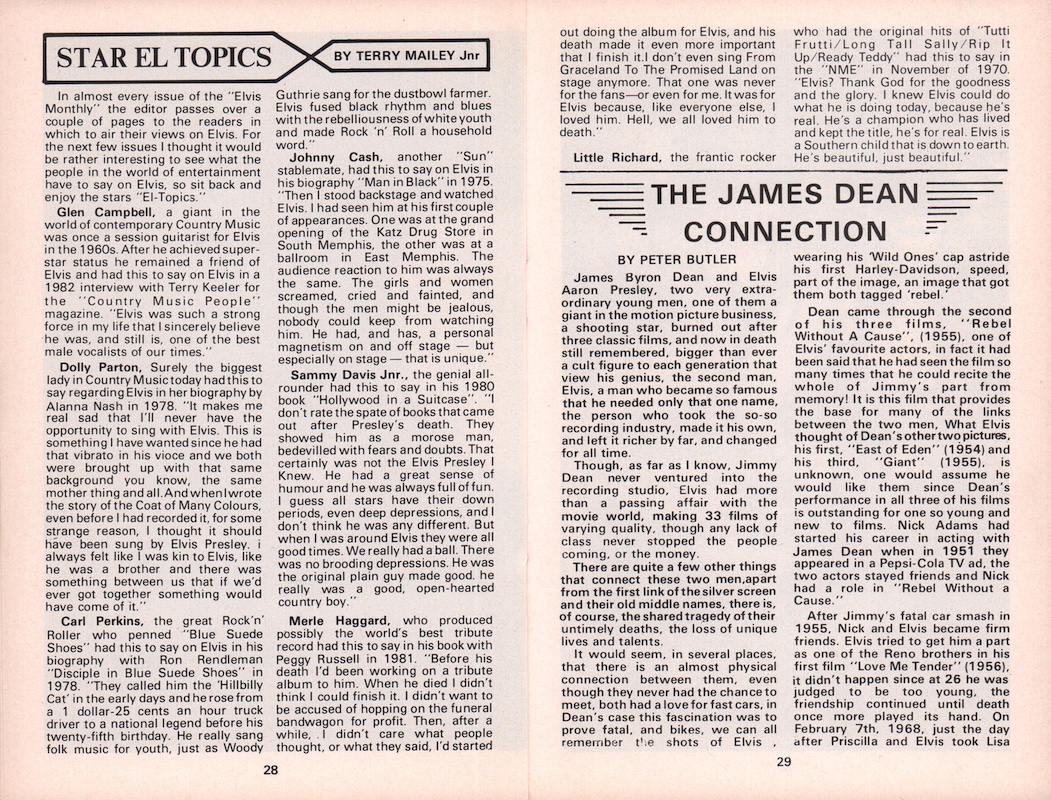 STAR EL TOPICS
BY TERRY MAILEY Jnr
In almost every issue of the "Elvis
Monthly" the editor passes over a
couple of pages to the readers in
which to air their views on Elvis. For
the next few issues I thought it would
be rather interesting to see what the
people in the world of entertainment
have to say on Elvis, so sit back and
enjoy the stars "El-Topics."
Glen Campbell, a giant in the
world of contemporary Country Music
was once a session guitarist for Elvis
in the 1960s. After he achieved super-
star status he remained a friend of
Elvis and had this to say on Elvis in a
1982 interview with Terry Keeler for
the "Country Music People"
magazine. "Elvis was such a strong
force in my life that I sincerely believe
he was, and still is, one of the best
male vocalists of our times."
Dolly Parton, Surely the biggest
lady in Country Music today had this to
say regarding Elvis in her biography by
Alanna Nash in 1978. "It makes me
real sad that I'll never have the
opportunity to sing with Elvis. This is
something I have wanted since he had
that vibrato in his vioce and we both
were brought up with that same
background you know, the same
mother thing and all. And when I wrote
the story of the Coat of Many Colours,
even before I had recorded it, for some
strange reason, I thought it should
have been sung by Elvis Presley. i
always felt like I was kin to Elvis, like
he was a brother and there was
something between us that if we'd
ever got together something would
have come of it."
Carl Perkins, the great Rock'n'
Roller who penned "Blue Suede
Shoes" had this to say on Elvis in his
biography with Ron Rendleman
"Disciple in Blue Suede Shoes" in
1978. "They called him the 'Hillbilly
Cat' in the early days and he rose from
a 1 dollar-25 cents an hour truck
driver to a national legend before his
twenty-fifth birthday. He really sang
folk music for youth, just as Woody
Guthrie sang for the dustbowl farmer.
Elvis fused black rhythm and blues
with the rebelliousness of white youth
and made Rock 'n' Roll a household
word."
Johnny Cash, another "Sun"
stablemate, had this to say on Elvis in
his biography "Man in Black" in 1975.
"Then I stood backstage and watched
Elvis. I had seen him at his first couple
of appearances. One was at the grand
opening of the Katz Drug Store in
South Memphis, the other was at a
ballroom in East Memphis. The
audience reaction to him was always
the same. The girls and women
screamed, cried and fainted, and
though the men might be jealous,
nobody could keep from watching
him. He had, and has, a personal
magnetism on and off stage — but
especially on stage — that is unique."
Sammy Davis Jnr., the genial all-
rounder had this to say in his 1980
book "Hollywood in a Suitcase". "I
don't rate the spate of books that came
out after Presley's death. They
showed him as a morose man,
bedevilled with fears and doubts. That
certainly was not the Elvis Presley I
Knew. He had a great sense of
humour and he was always full of fun.
I guess all stars have their down
periods, even deep depressions, and I
don't think he was any different. But
when I was around Elvis they were all
good times. We really had a ball. There
was no brooding depressions. He was
the original plain guy made good. he
really was a good, open-hearted
country boy."
Merle Haggard, who produced
possibly the world's best tribute
record had this to say in his book with
Peggy Russell in 1981. "Before his
death I'd been working on a tribute
album to him. When he died I didn't
think I could finish it. I didn't want to
be accused of hopping on the funeral
bandwagon for profit. Then, after a
while, . I didn't care what people
thought, or what they said, I'd started
28
out doing the album for Elvis, and his
death made it even more important
that I finish it. I don't even sing From
Graceland To The Promised Land on
stage anymore. That one was never
for the fans—or even for me. It was for
Elvis because, like everyone else, I
loved him. Hell, we all loved him to
death."
Little Richard, the frantic rocker
who had the original hits of "Tutti
Frutti/Long Tall Sally/Rip It
Up/Ready Teddy" had this to say in
the "NME" in November of 1970.
"Elvis? Thank God for the goodness
and the glory. I knew Elvis could do
what he is doing today, because he's
real. He's a champion who has lived
and kept the title, he's for real. Elvis is
a Southern child that is down to earth.
He's beautiful, just beautiful."
THE JAMES DEAN
CONNECTION
BY PETER BUTLER
James Byron Dean and Elvis
Aaron Presley, two very extra-
ordinary young men, one of them a
giant in the motion picture business,
a shooting star, burned out after
three classic films, and now in death
still remembered, bigger than ever
a cult figure to each generation that
view his genius, the second man,
Elvis, a man who became so famous
that he needed only that one name,
the person who took the so-so
recording industry, made it his own,
and left it richer by far, and changed
for all time.
Though, as far as I know, Jimmy
Dean never ventured into the
recording studio, Elvis had more
than a passing affair with the
movie world, making 33 films of
varying quality, though any lack of
class never stopped the people
coming, or the money.
There are quite a few other things
that connect these two men,apart
from the first link of the silver screen
and their old middle names, there is,
of course, the shared tragedy of their
untimely deaths, the loss of unique
lives and talents.
It would seem, in several places,
that there is an almost physical
connection between them, even
though they never had the chance to
meet, both had a love for fast cars, in
Dean's case this fascination was to
prove fatal, and bikes, we can all
remember the shots of Elvis ,
wearing his 'Wild Ones' cap astride
his first Harley-Davidson, speed,
part of the image, an image that got
them both tagged 'rebel.'
Dean came through the second
of his three films, "Rebel
Without A Cause", (1955), one of
Elvis' favourite actors, in fact it had
been said that he had seen the film so
many times that he could recite the
whole of Jimmy's part from
memory! It is this film that provides
the base for many of the links
between the two men, What Elvis
thought of Dean's other two pictures,
his first, "East of Eden" (1954) and
his third, "Giant" (1955), is
unknown, one would assume he
would like them since Dean's
performance in all three of his films
is outstanding for one so young and
new to films. Nick Adams had
started his career in acting with
James Dean when in 1951 they
appeared in a Pepsi-Cola TV ad, the
two actors stayed friends and Nick
had a role in "Rebel Without a
Cause."
After Jimmy's fatal car smash in
1955, Nick and Elvis became firm
friends. Elvis tried to get him a part
as one of the Reno brothers in his
first film "Love Me Tender" (1956),
it didn't happen since at 26 he was
judged to be too young, the
friendship continued until death
once more played its hand. On
February 7th, 1968, just the day
after Priscilla and Elvis took Lisa
29